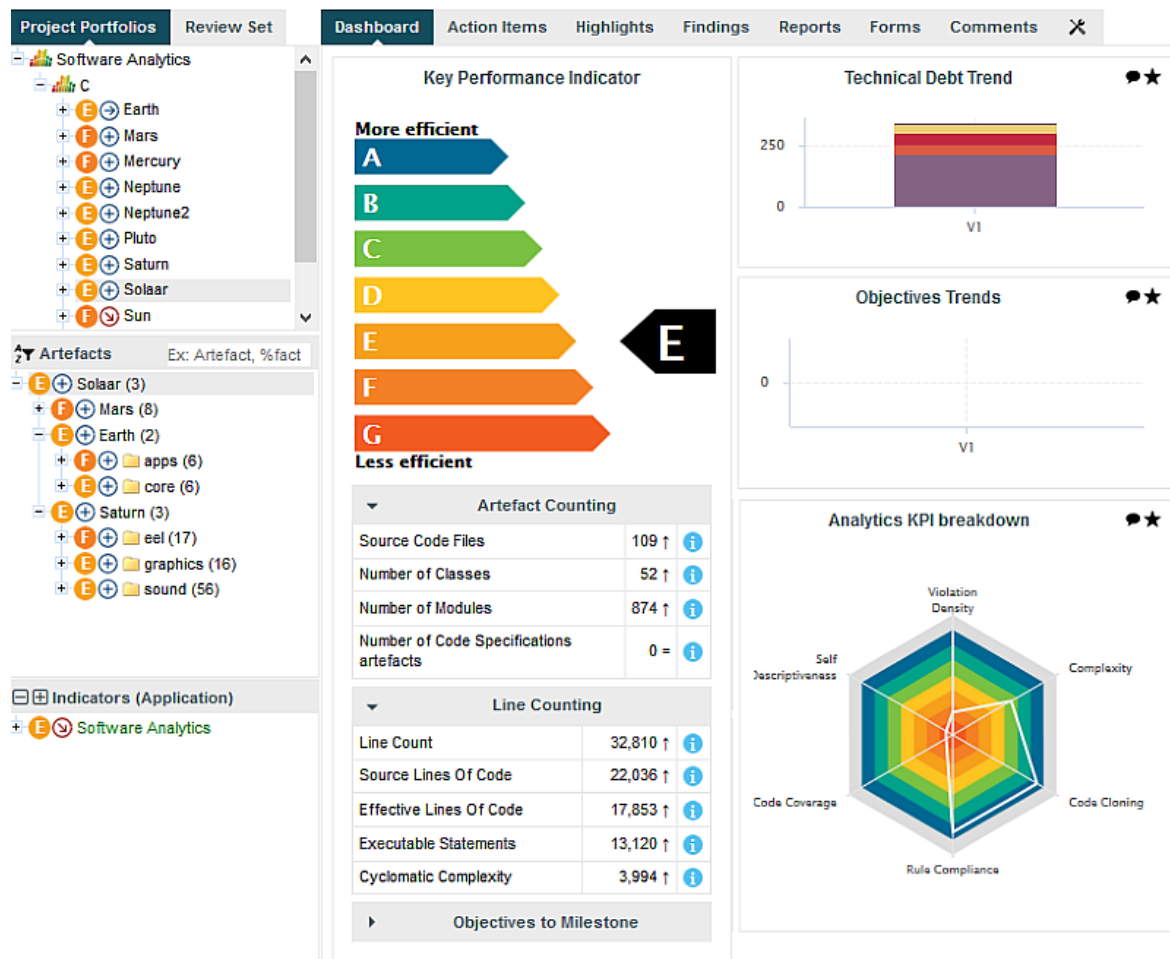 Project Portfolios
Review Set
Software Analytics
C
E Earth
F Mars
F Mercury
E Neptune
E Neptune2
E Pluto
E Saturn
E Solaar
F Sun
Artefacts
Ex: Artefact, %fact
E Solaar (3)
F Mars (8)
E Earth (2)
F apps (6)
E core (6)
E Saturn (3)
F eel (17)
E graphics (16)
E sound (56)
Indicators (Application)
E Software Analytics
Dashboard
Action Items
Highlights
Findings
Reports
Forms
Comments
Key Performance Indicator
More efficient
A
B
C
D
E
F
G
E
Less efficient
Artefact Counting
Source Code Files 109 ↑
Number of Classes 52 ↑
Number of Modules 874 ↑
Number of Code Specifications
artefacts 0 =
Line Counting
Line Count 32,810 ↑
Source Lines Of Code 22,036 ↑
Effective Lines Of Code 17,853 ↑
Executable Statements 13,120 ↑
Cyclomatic Complexity 3,994 ↑
Objectives to Milestone
Technical Debt Trend
250
0
V1
Objectives Trends
0
V1
Analytics KPI breakdown
Violation
Density
Complexity
Code Cloning
Rule Compliance
Code Coverage
Self
Descriptiveness